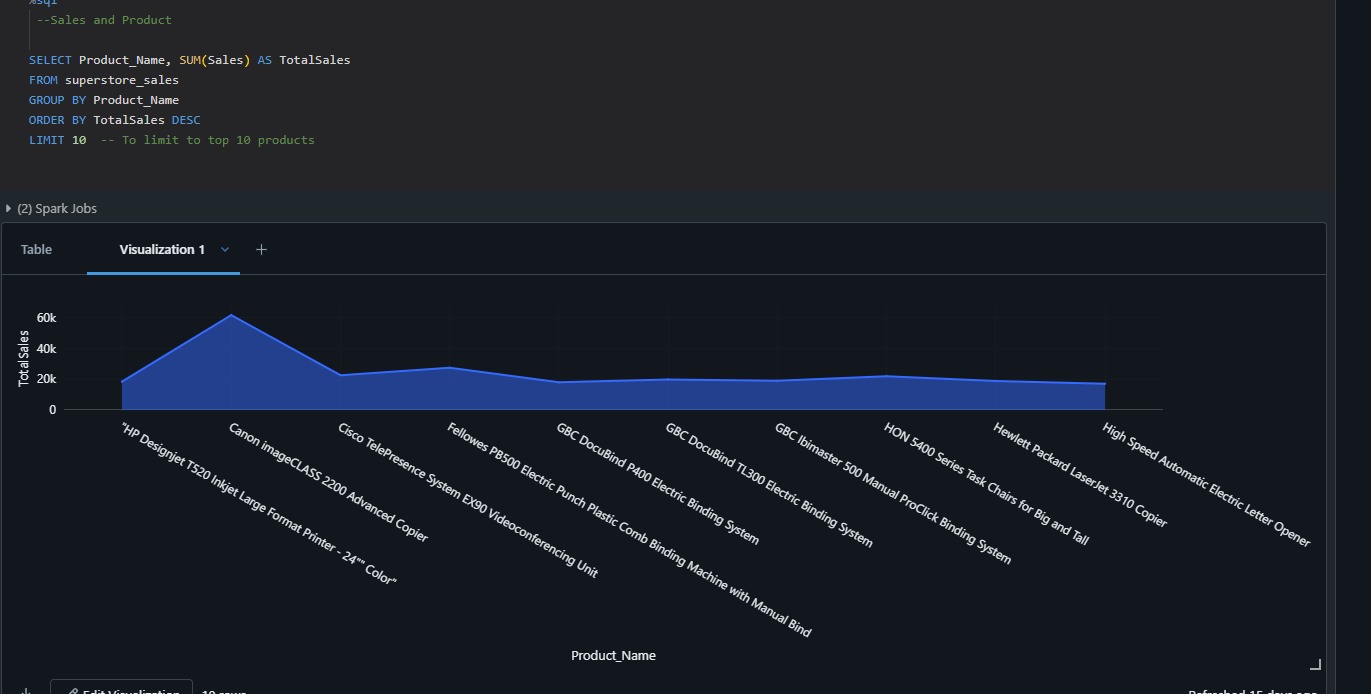 %sql
--Sales and Product
SELECT Product_Name, SUM(Sales) AS TotalSales
FROM superstore_sales
GROUP BY Product_Name
ORDER BY TotalSales DESC
LIMIT 10 -- To limit to top 10 products
(2) Spark Jobs
Table
Visualization 1
+
60k
40k
20k
0
TotalSales
"HP Designjet T520 Inkjet Large Format Printer - 24"" Color"
Canon imageCLASS 2200 Advanced Copier
Cisco TelePresence System EX90 Videoconferencing Unit
Fellowes PB500 Electric Punch Plastic Comb Binding Machine with Manual Bind
GBC DocuBind P400 Electric Binding System
GBC DocuBind TL300 Electric Binding System
GBC Ibimaster 500 Manual ProClick Binding System
HON 5400 Series Task Chairs for Big and Tall
Hewlett Packard LaserJet 3310 Copier
High Speed Automatic Electric Letter Opener
Product_Name
Edit Visualization
10 rows
Refreshed 15 days ago